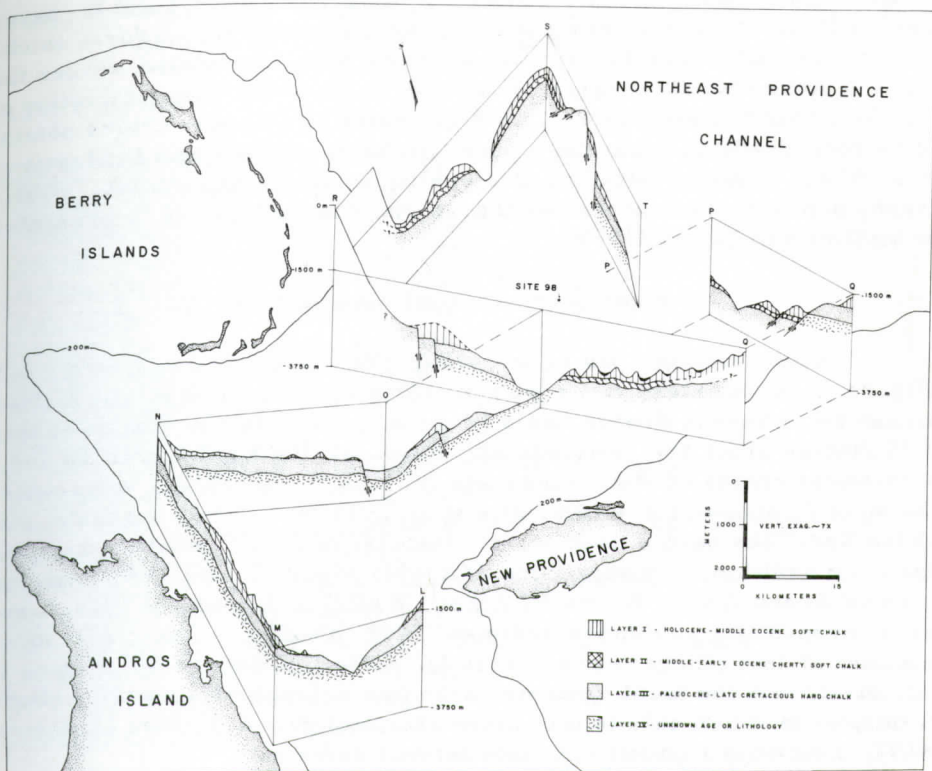 S
NORTHEAST PROVIDENCE
CHANNEL
BERRY
ISLANDS
R
0 m
T
P
P
-1500 m
SITE 98
Q
-1500 m
?
200m
-3750 m
O
Q
-3750 m
N
200 m
0
METERS
1000
VERT EXAG.~7X
2000
0
15
KILOMETERS
NEW PROVIDENCE
L
-1500 m
M
ANDROS
ISLAND
-3750 m
LAYER I - HOLOCENE-MIDDLE EOCENE SOFT CHALK
LAYER II - MIDDLE-EARLY EOCENE CHERTY SOFT CHALK
LAYER III - PALEOCENE-LATE CRETACEOUS HARD CHALK
LAYER IV - UNKNOWN AGE OR LITHOLOGY